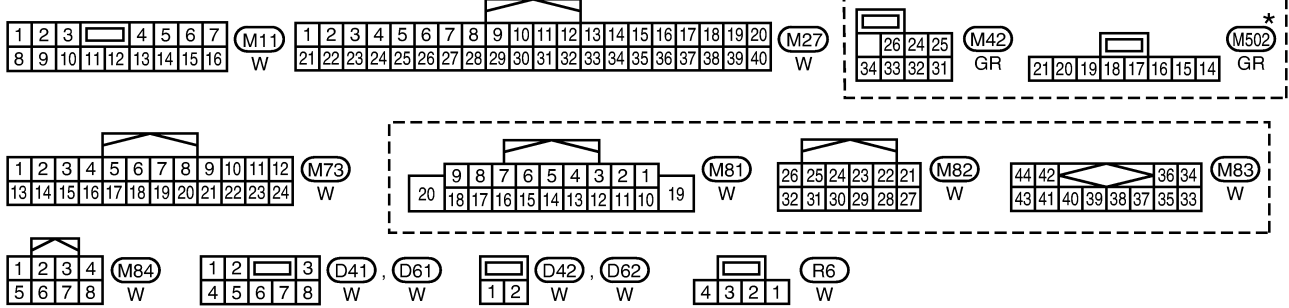 1 2 3 4 5 6 7 M11
8 9 10 11 12 13 14 15 16 W
1 2 3 4 5 6 7 8 9 10 11 12 13 14 15 16 17 18 19 20 M27
21 22 23 24 25 26 27 28 29 30 31 32 33 34 35 36 37 38 39 40 W
26 24 25 M42
34 33 32 31 GR
* M502
21 20 19 18 17 16 15 14 GR
1 2 3 4 5 6 7 8 9 10 11 12 M73
13 14 15 16 17 18 19 20 21 22 23 24 W
9 8 7 6 5 4 3 2 1 M81
20 18 17 16 15 14 13 12 11 10 19 W
26 25 24 23 22 21 M82
32 31 30 29 28 27 W
44 42 36 34 M83
43 41 40 39 38 37 35 33 W
1 2 3 4 M84
5 6 7 8 W
1 2 3 D41 , D61
4 5 6 7 8 W W
D42 , D62
1 2 W W
R6
4 3 2 1 W